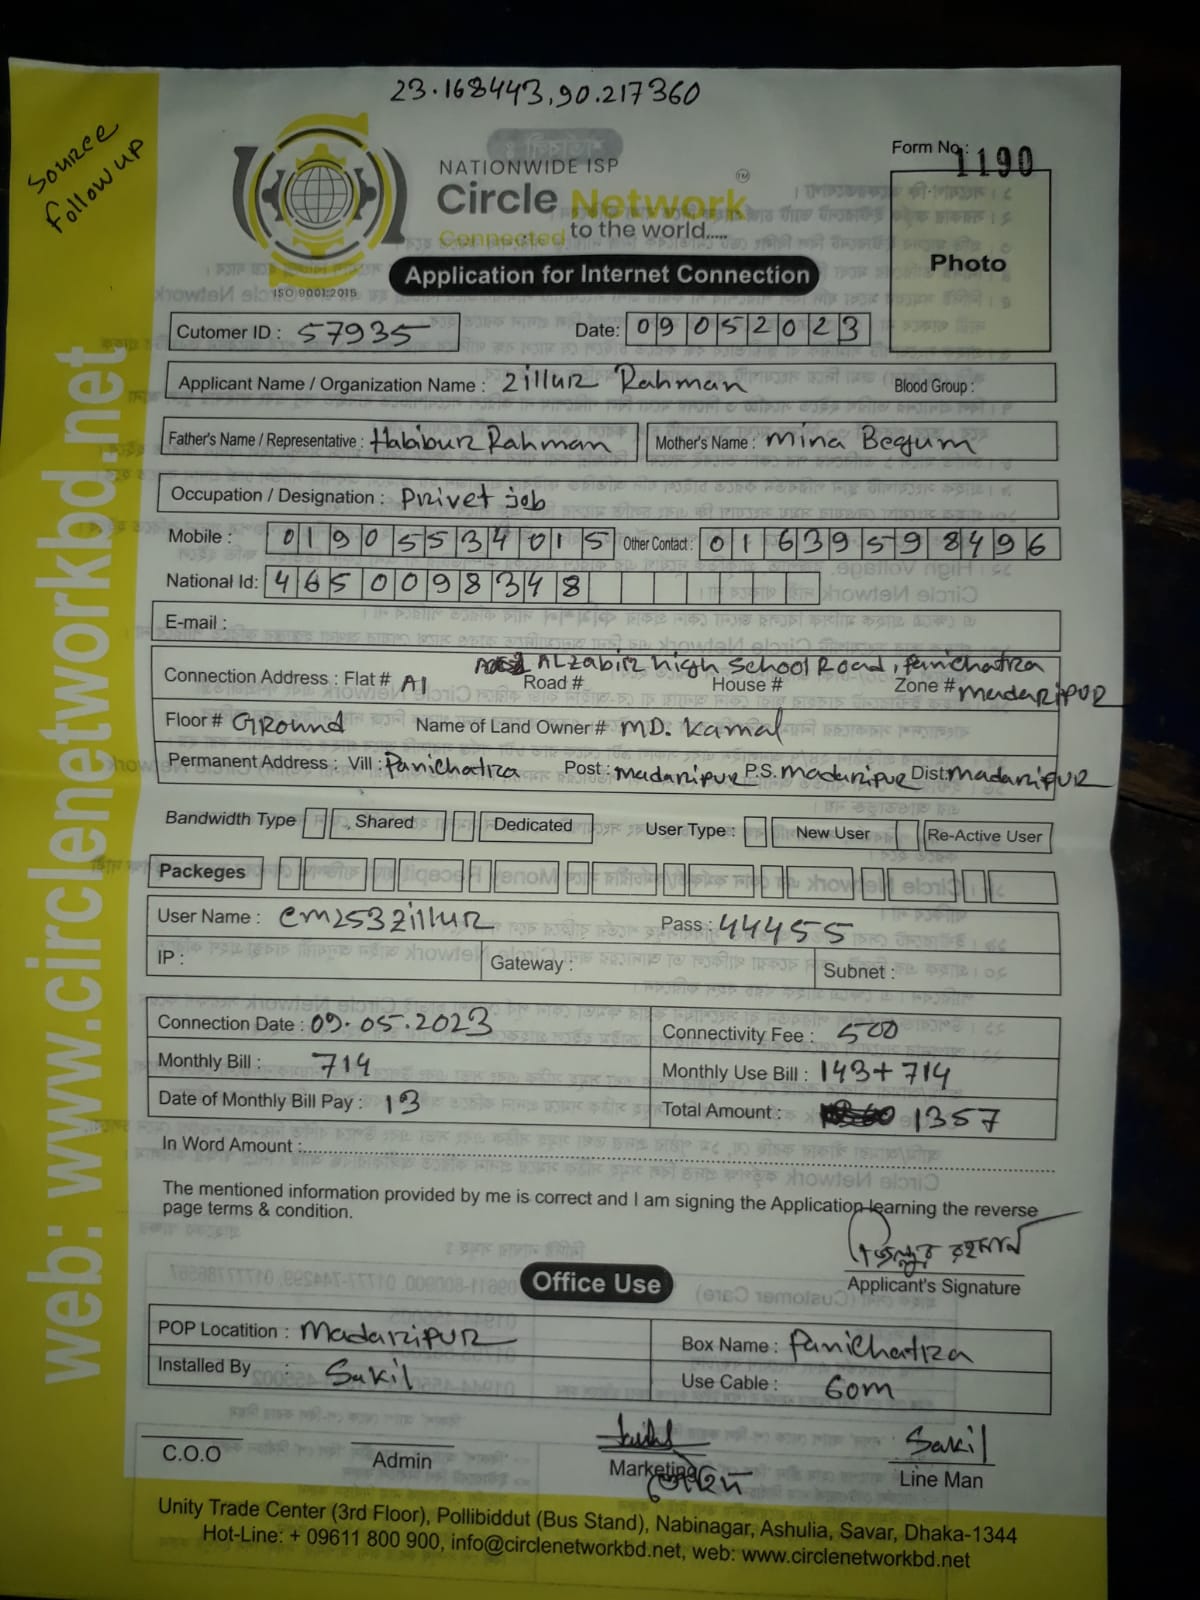 23.168443,90.217360
Source
Follow up
Form No.: 1190
NATIONWIDE ISP
Circle Network TM
Connected to the world.....
ISO 9001:2015
Application for Internet Connection
Photo
Cutomer ID : 57935
Date: 09052023
Applicant Name / Organization Name : Zillur Rahman
Blood Group :
Father's Name / Representative : Habibur Rahman
Mother's Name : Mina Begum
Occupation / Designation : Privet job
Mobile : 01905534015
Other Contact : 01639598496
National Id: 4650098348
E-mail :
ALzabir high School Road, Panichatra
Connection Address : Flat # A1 Road # House # Zone # Madaripur
Floor # Ground Name of Land Owner # MD. Kamal
Permanent Address : Vill : Panichatra Post : Madaripur P.S. Madaripur Dist: Madaripur
Bandwidth Type Shared Dedicated User Type : New User Re-Active User
Packeges
User Name : cm253zillur Pass : 44455
IP : Gateway : Subnet :
Connection Date : 09.05.2023 Connectivity Fee : 500
Monthly Bill : 714 Monthly Use Bill : 143+714
Date of Monthly Bill Pay : 13 Total Amount : 1357
In Word Amount :
The mentioned information provided by me is correct and I am signing the Application learning the reverse
page terms & condition.
জিল্লুর রহমান
Applicant's Signature
Office Use
POP Locatition : Madaripur Box Name : Panichatra
Installed By : Sakil Use Cable : 60m
Sakil
C.O.O Admin Marketing Line Man
Unity Trade Center (3rd Floor), Pollibiddut (Bus Stand), Nabinagar, Ashulia, Savar, Dhaka-1344
Hot-Line: + 09611 800 900, info@circlenetworkbd.net, web: www.circlenetworkbd.net
web: www.circlenetworkbd.net